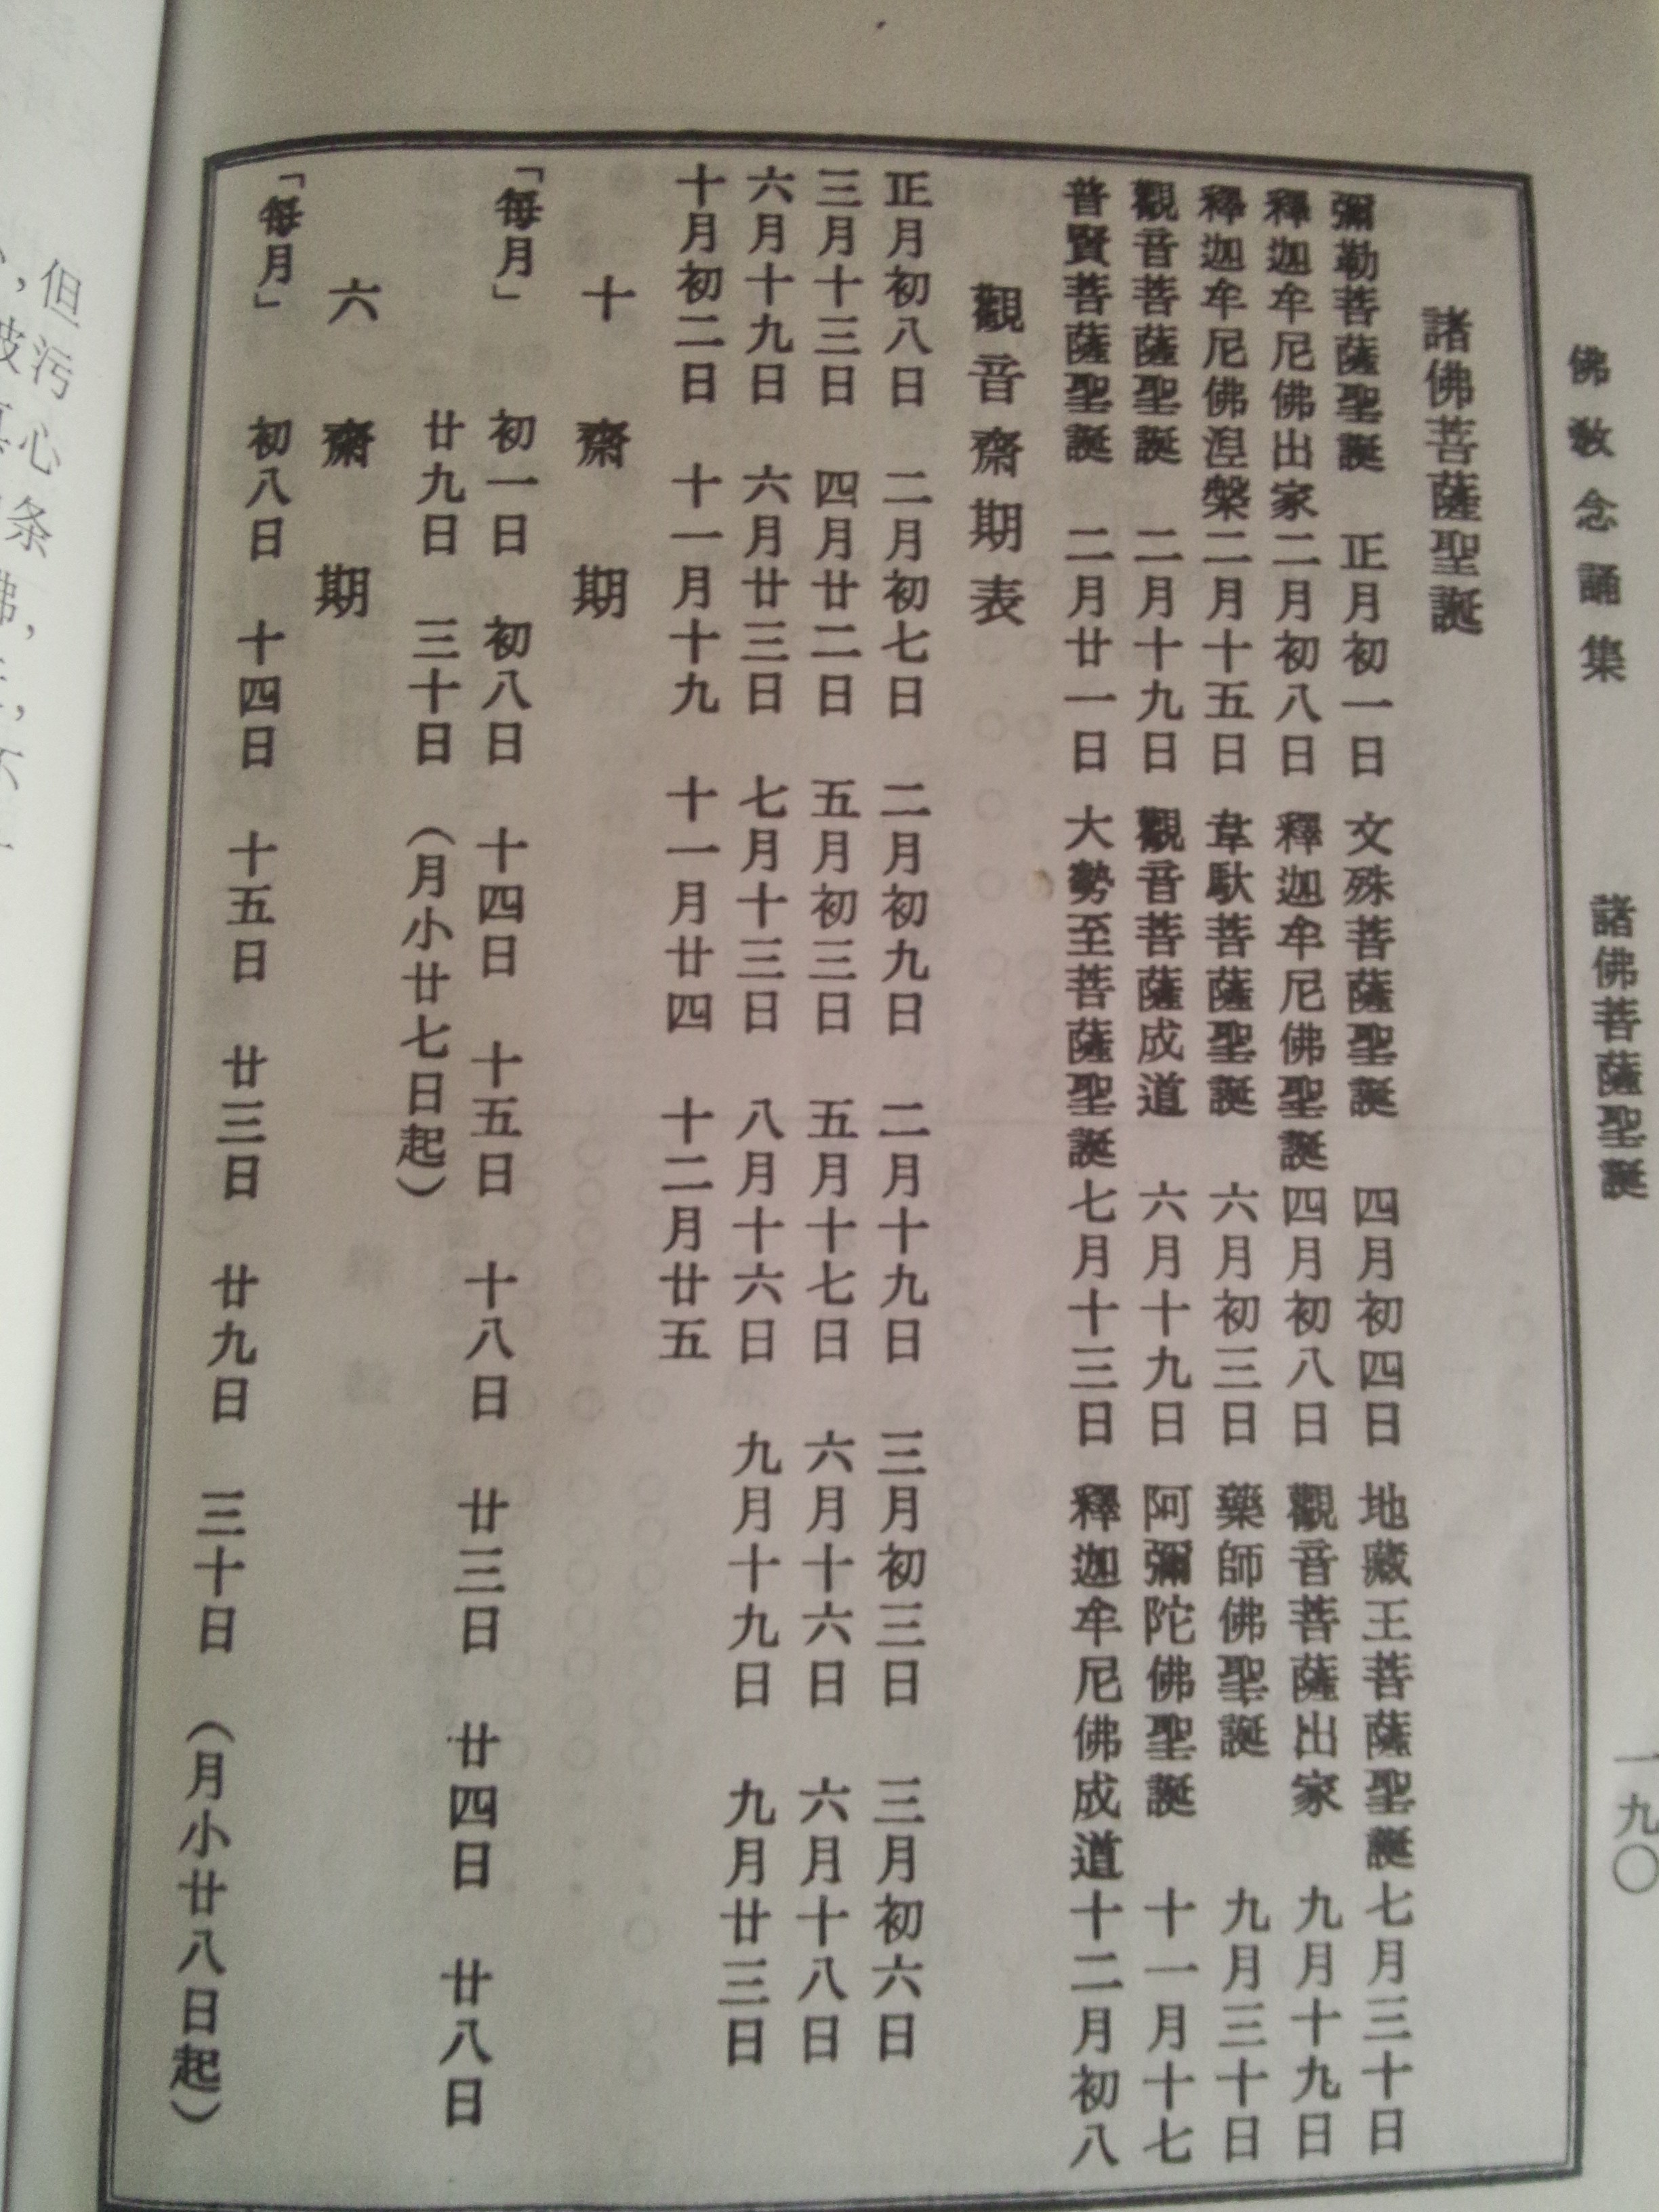 佛教念誦集 諸佛菩薩聖誕 一九〇
諸佛菩薩聖誕
彌勒菩薩聖誕 正月初一日 文殊菩薩聖誕 四月初四日 地藏王菩薩聖誕 七月三十日
釋迦牟尼佛出家 二月初八日 釋迦牟尼佛聖誕 四月初八日 觀音菩薩出家 九月十九日
釋迦牟尼佛涅槃 二月十五日 韋馱菩薩聖誕 六月初三日 藥師佛聖誕 九月三十日
觀音菩薩聖誕 二月十九日 觀音菩薩成道 六月十九日 阿彌陀佛聖誕 十一月十七
普賢菩薩聖誕 二月廿一日 大勢至菩薩聖誕 七月十三日 釋迦牟尼佛成道 十二月初八
觀音齋期表
正月初八日 二月初七日 二月初九日 二月十九日 三月初三日 三月初六日
三月十三日 四月廿二日 五月初三日 五月十七日 六月十六日 六月十八日
六月十九日 六月廿三日 七月十三日 八月十六日 九月十九日 九月廿三日
十月初二日 十一月十九 十一月廿四 十二月廿五
十齋期
「每月」 初一日 初八日 十四日 十五日 十八日 廿三日 廿四日 廿八日
廿九日 三十日 （月小廿七日起）
六齋期
「每月」 初八日 十四日 十五日 廿三日 廿九日 三十日 （月小廿八日起）